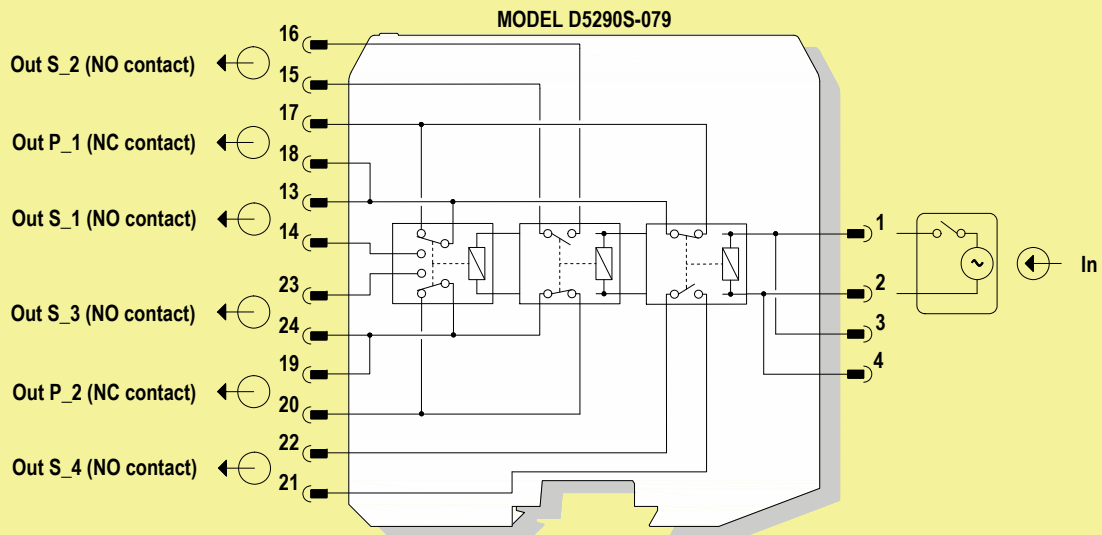 MODEL D5290S-079
16
Out S_2 (NO contact)
15
17
Out P_1 (NC contact)
18
13
Out S_1 (NO contact)
14
23
Out S_3 (NO contact)
24
19
Out P_2 (NC contact)
20
22
Out S_4 (NO contact)
21
1
2
In
3
4